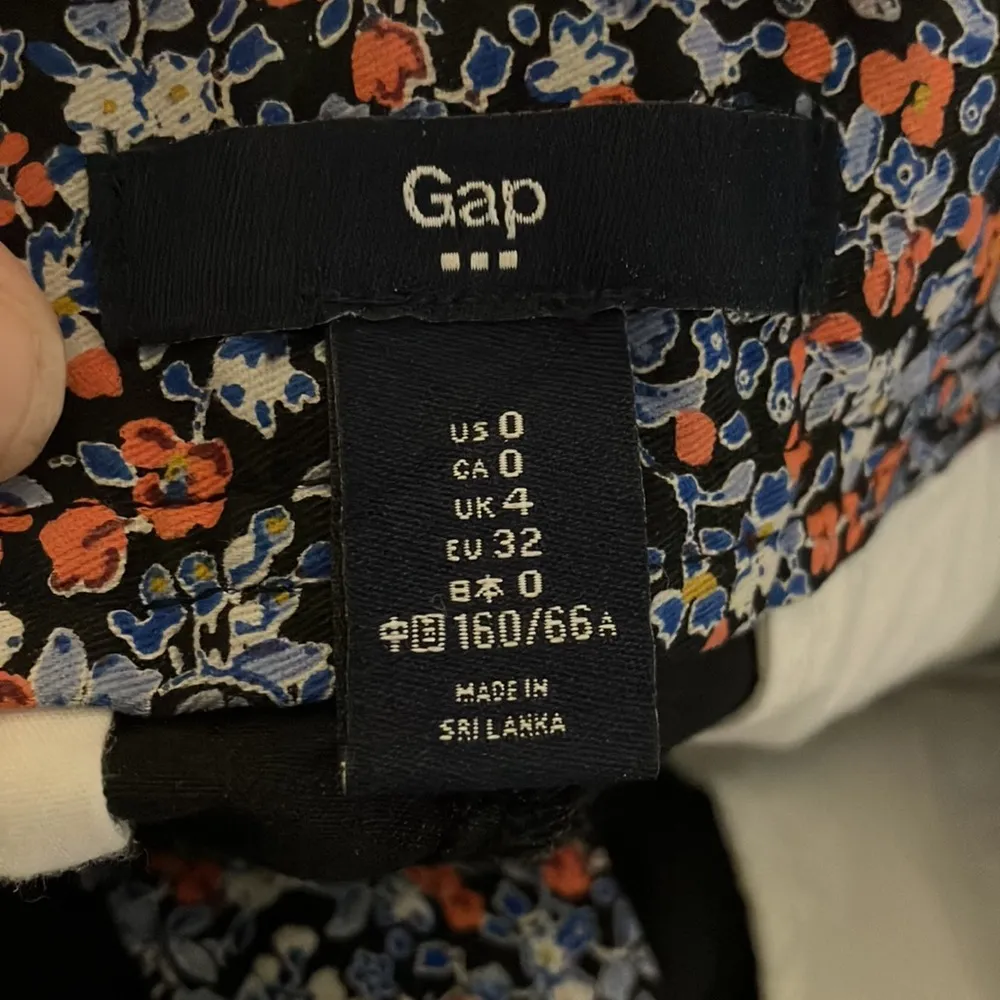 Gap
US 0
CA 0
UK 4
EU 32
日本 0
中国 160/66A
MADE IN
SRI LANKA